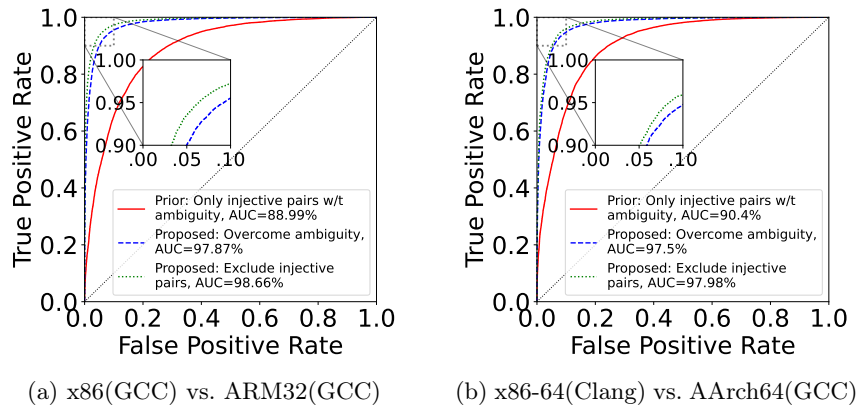 1.0
0.8
0.6
0.4
0.2
0.0
True Positive Rate
1.00
0.95
0.90
0.00 0.05 0.10
Prior: Only injective pairs w/t
ambiguity, AUC=88.99%
Proposed: Overcome ambiguity,
AUC=97.87%
Proposed: Exclude injective
pairs, AUC=98.66%
0.0 0.2 0.4 0.6 0.8 1.0
False Positive Rate
(a) x86(GCC) vs. ARM32(GCC)
1.0
0.8
0.6
0.4
0.2
0.0
True Positive Rate
1.00
0.95
0.90
0.00 0.05 0.10
Prior: Only injective pairs w/t
ambiguity, AUC=90.4%
Proposed: Overcome ambiguity,
AUC=97.5%
Proposed: Exclude injective
pairs, AUC=97.98%
0.0 0.2 0.4 0.6 0.8 1.0
False Positive Rate
(b) x86-64(Clang) vs. AArch64(GCC)